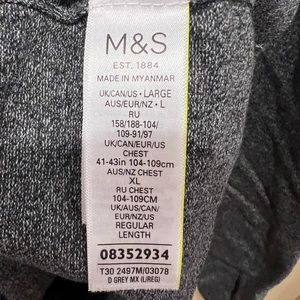 M&S
EST. 1884
MADE IN MYANMAR
UK/CAN/US • LARGE
AUS/EUR/NZ • L
RU
158/188-104/
109-91/97
UK/CAN/EUR/US
CHEST
41-43in 104-109cm
AUS/NZ CHEST
XL
RU CHEST
104-109CM
UK/AUS/CAN/
EUR/NZ/US
REGULAR
LENGTH
08352934
T30 2497M/03078
D GREY MX (L/REG)